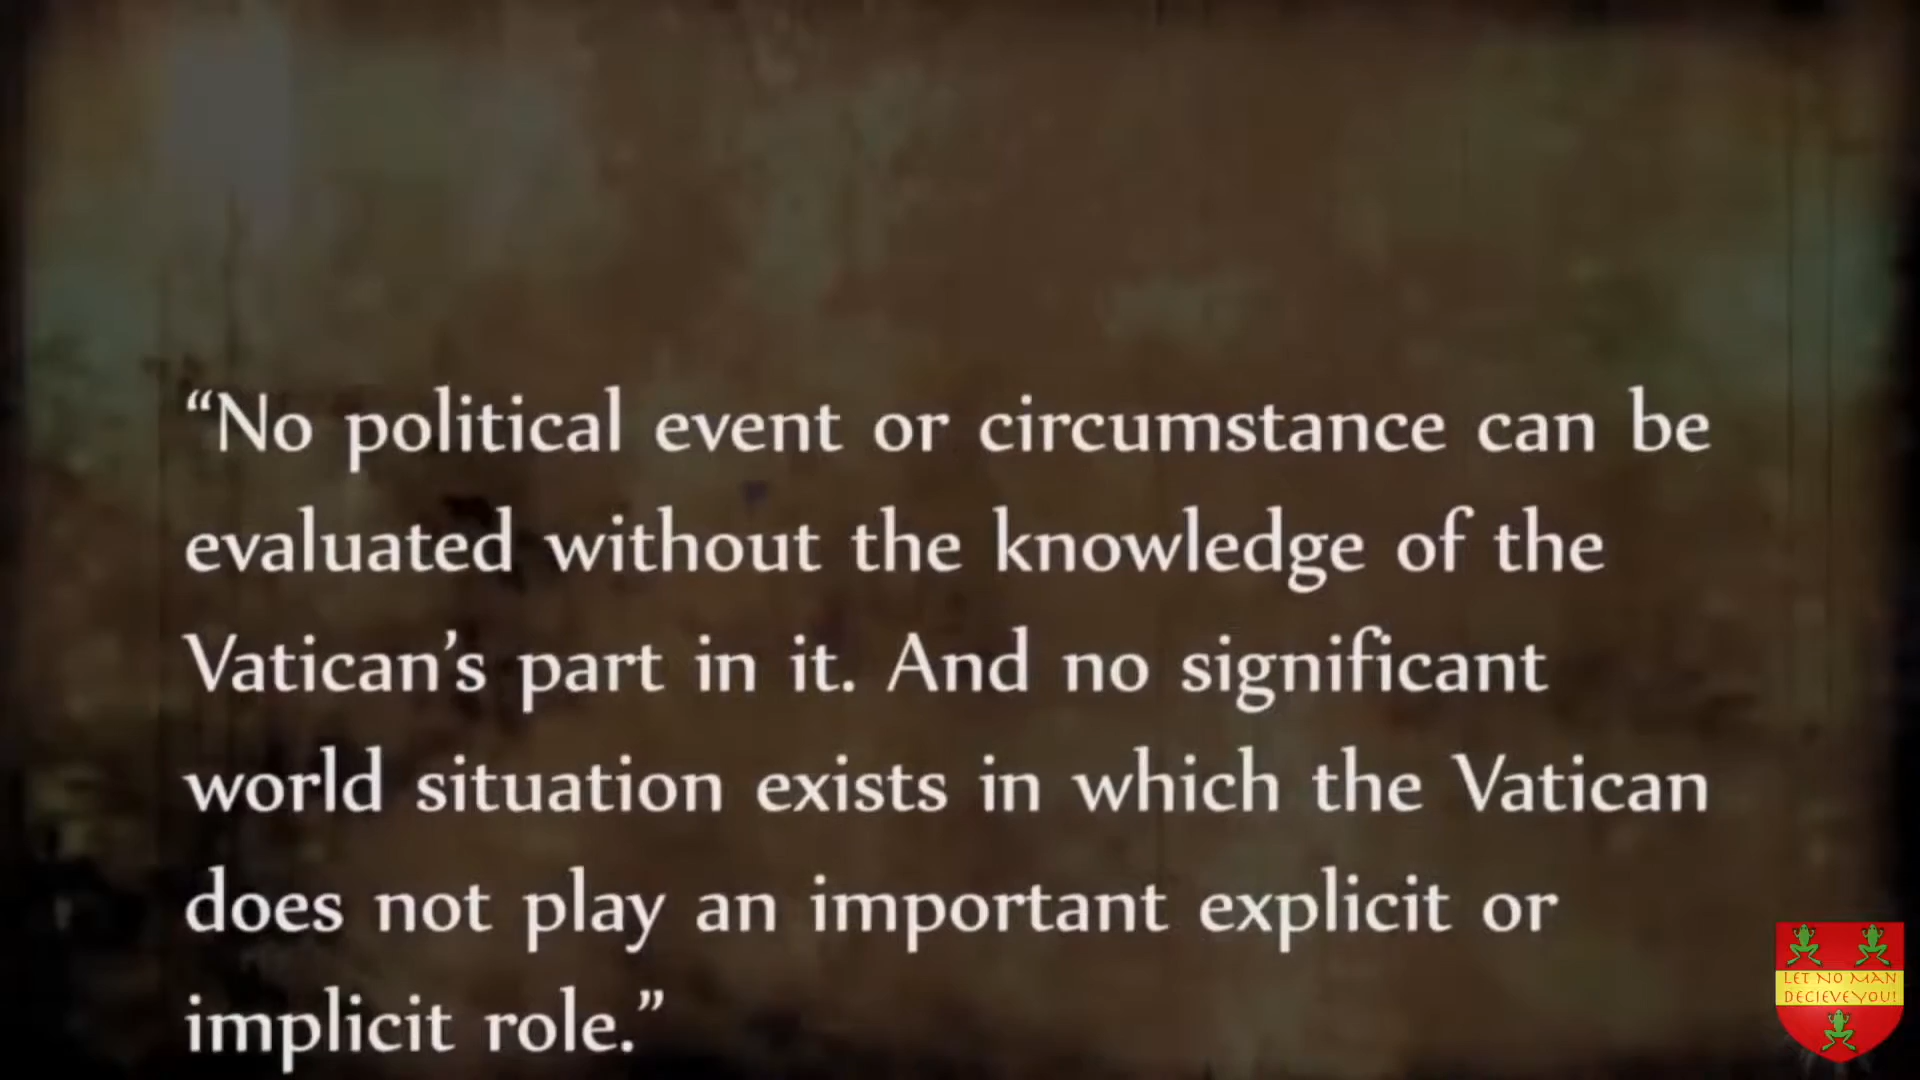 “No political event or circumstance can be
evaluated without the knowledge of the
Vatican’s part in it. And no significant
world situation exists in which the Vatican
does not play an important explicit or
implicit role.”
LET NO MAN
DECIEVE YOU!